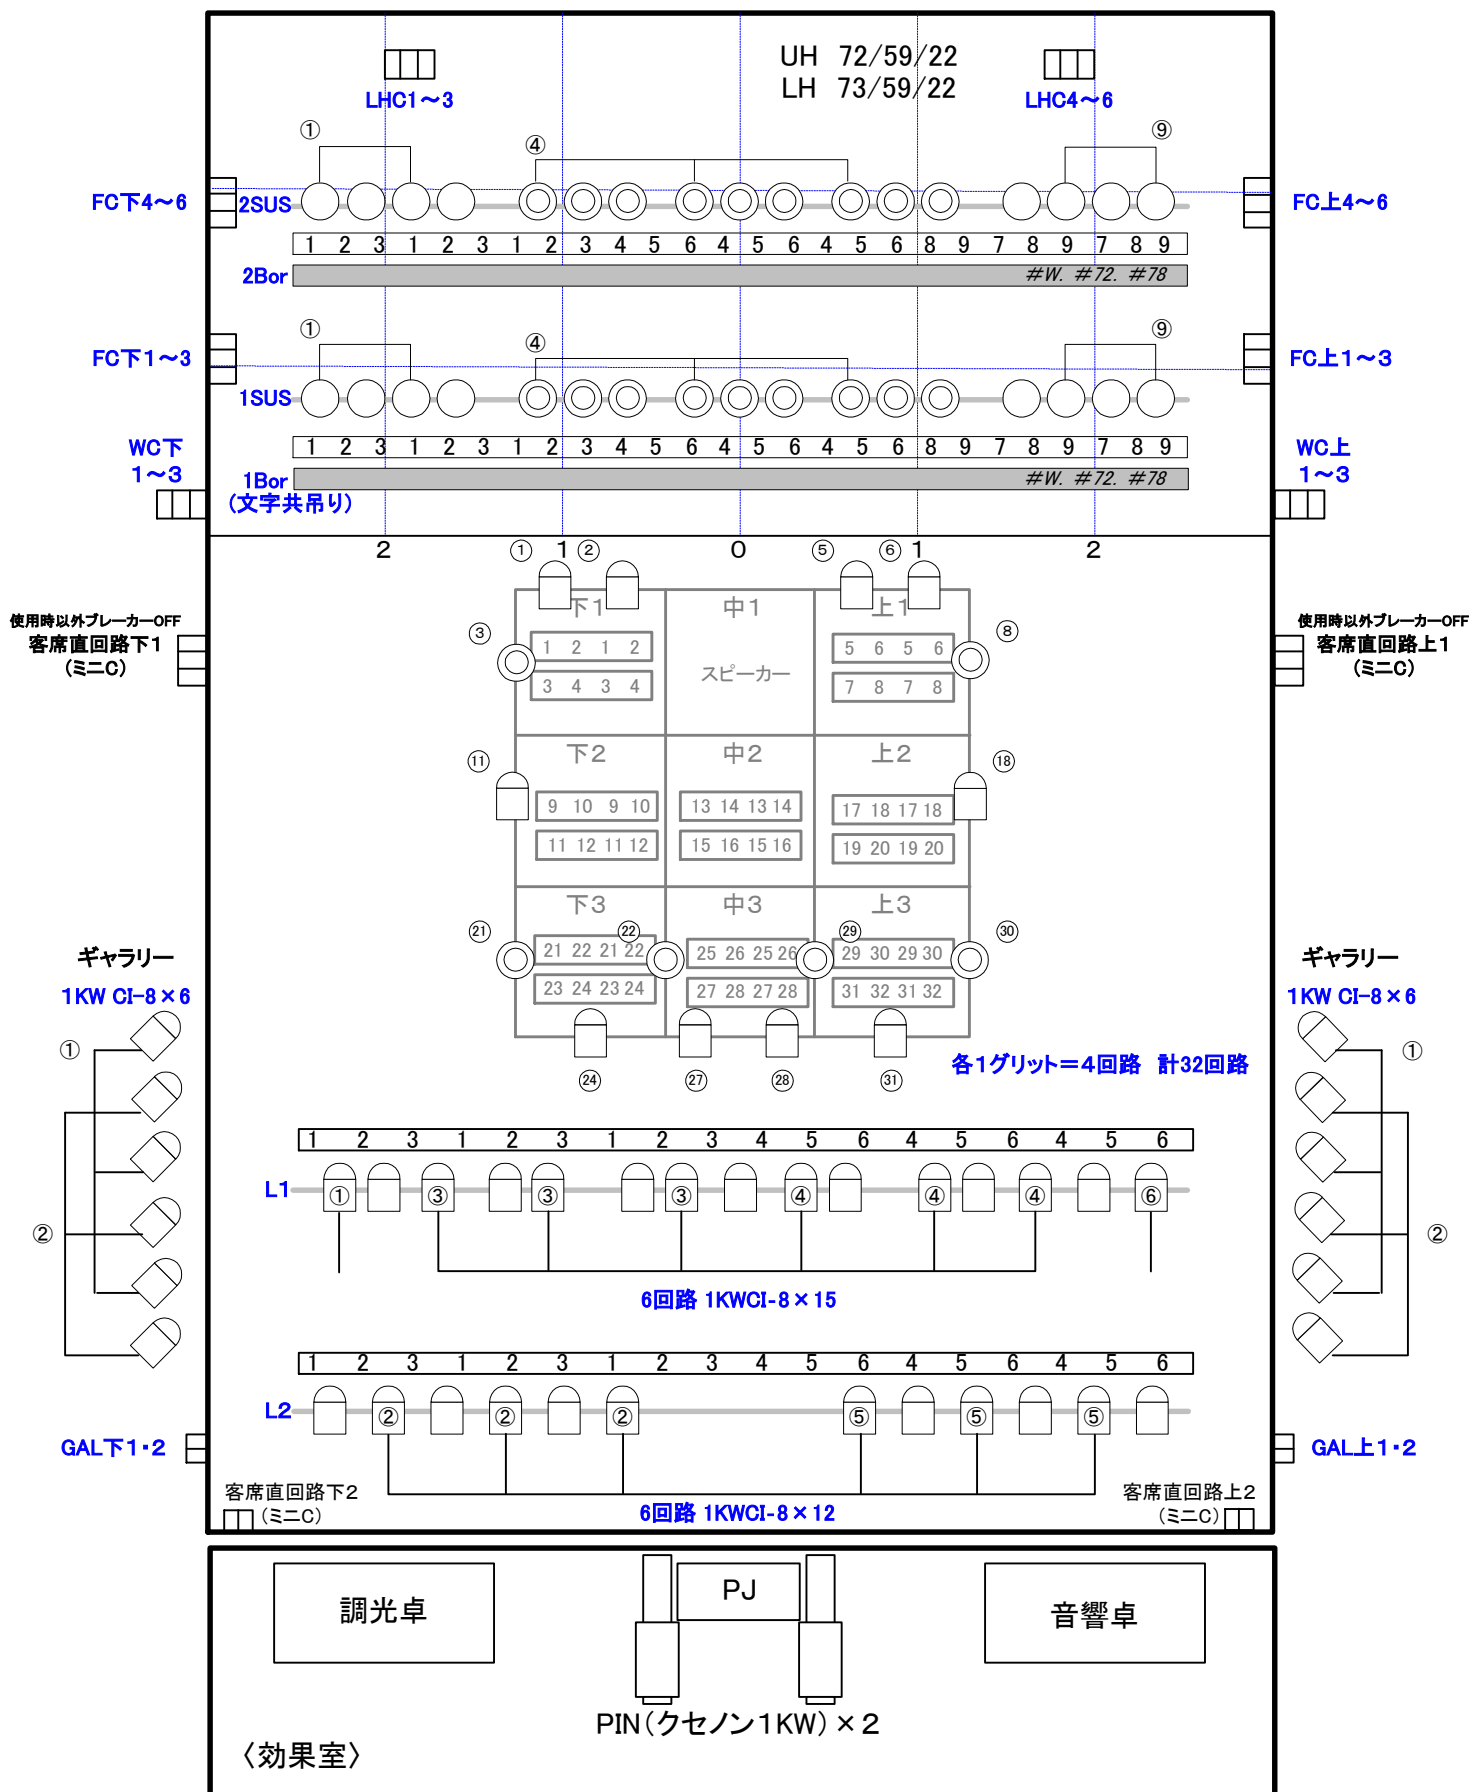 UH 72/59/22
LH 73/59/22
LHC1～3
LHC4～6
①
④
⑨
FC下4～6
2SUS
FC上4～6
1 2 3 1 2 3 1 2 3 4 5 6 4 5 6 4 5 6 8 9 7 8 9 7 8 9
2Bor
#W. #72. #78
①
④
⑨
FC下1～3
FC上1～3
1SUS
WC下
1～3
WC上
1～3
1 2 3 1 2 3 1 2 3 4 5 6 4 5 6 4 5 6 8 9 7 8 9 7 8 9
1Bor
(文字共吊り)
#W. #72. #78
2 1 0 1 2
① ② ⑤ ⑥
下1 中1 上1
使用時以外ブレーカーOFF
客席直回路下1
(ミニC)
使用時以外ブレーカーOFF
客席直回路上1
(ミニC)
③ ⑧
1 2 1 2
3 4 3 4
スピーカー
5 6 5 6
7 8 7 8
下2 中2 上2
⑪ ⑱
9 10 9 10
11 12 11 12
13 14 13 14
15 16 15 16
17 18 17 18
19 20 19 20
下3 中3 上3
㉑ ㉒ ㉙ ㉚
21 22 21 22
23 24 23 24
25 26 25 26
27 28 27 28
29 30 29 30
31 32 31 32
㉔ ㉗ ㉘ ㉛
各1グリット=4回路 計32回路
ギャラリー
1KW CI-8×6
①
②
ギャラリー
1KW CI-8×6
①
②
1 2 3 1 2 3 1 2 3 4 5 6 4 5 6 4 5 6
L1
① ③ ③ ③ ④ ④ ④ ⑥
6回路 1KWCI-8×15
1 2 3 1 2 3 1 2 3 4 5 6 4 5 6 4 5 6
L2
② ② ② ⑤ ⑤ ⑤
6回路 1KWCI-8×12
GAL下1・2
GAL上1・2
客席直回路下2
(ミニC)
客席直回路上2
(ミニC)
調光卓
PJ
音響卓
PIN(クセノン1KW)×2
〈効果室〉